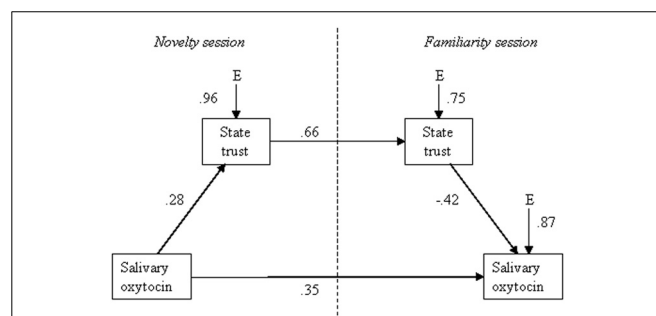 Novelty session
Familiarity session
E
E
.96
.75
State
trust
.66
State
trust
.28
-.42
E
.87
Salivary
oxytocin
.35
Salivary
oxytocin